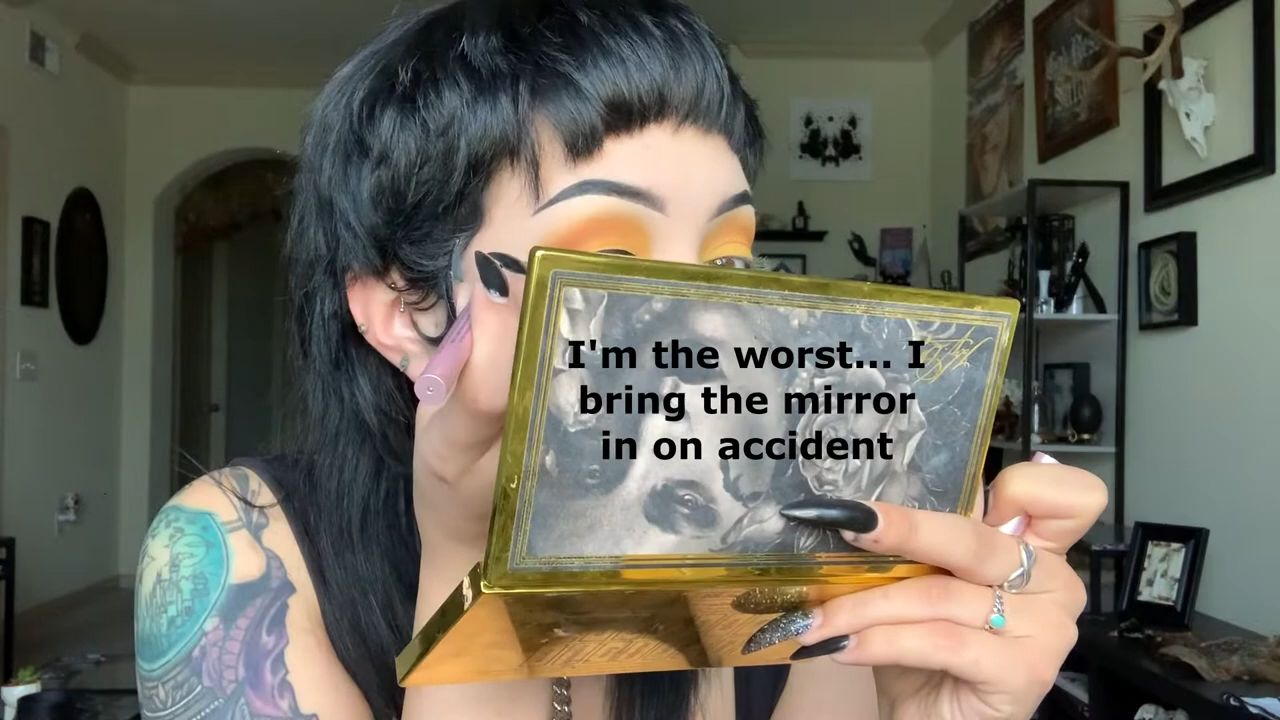 I'm the worst... I
bring the mirror
in on accident